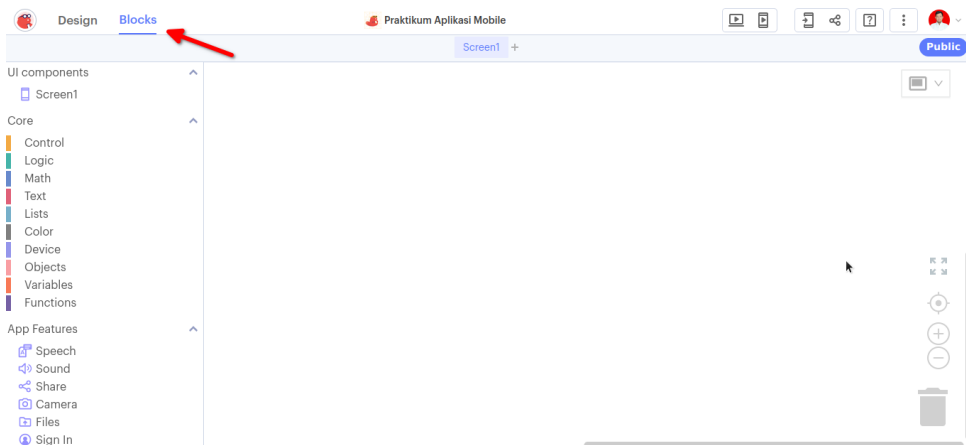 Design
Blocks
Praktikum Aplikasi Mobile
Screen1 +
Public
UI components
Screen1
Core
Control
Logic
Math
Text
Lists
Color
Device
Objects
Variables
Functions
App Features
Speech
Sound
Share
Camera
Files
Sign In